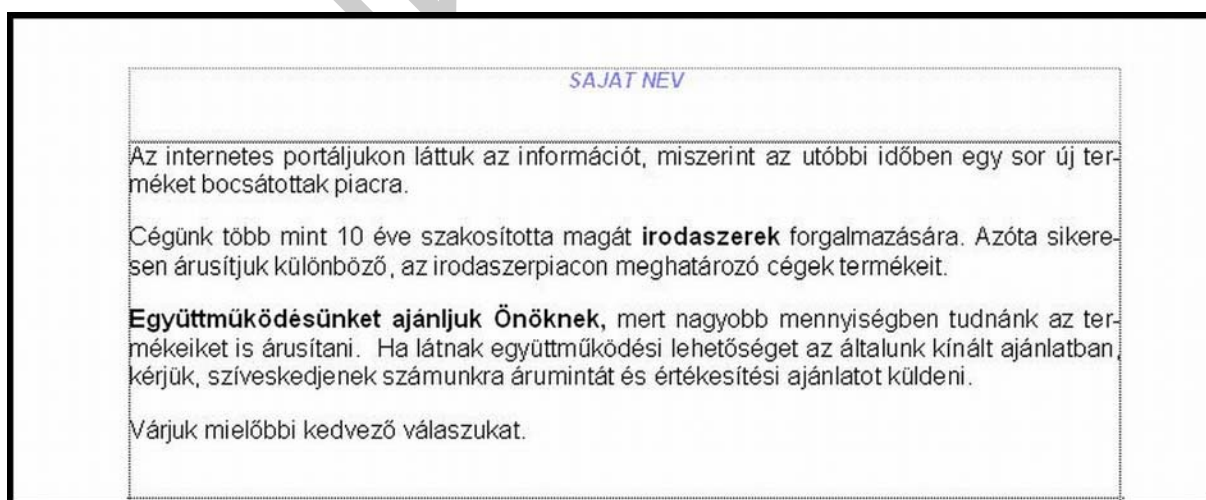 SAJÁT NÉV
Az internetes portáljukon láttuk az információt, miszerint az utóbbi időben egy sor új ter-
méket bocsátottak piacra.
Cégünk több mint 10 éve szakosította magát irodaszerek forgalmazására. Azóta sikere-
sen árusítjuk különböző, az irodaszerpiacon meghatározó cégek termékeit.
Együttműködésünket ajánljuk Önöknek, mert nagyobb mennyiségben tudnánk az ter-
mékeiket is árusítani. Ha látnak együttműködési lehetőséget az általunk kínált ajánlatban,
kérjük, szíveskedjenek számunkra árumintát és értékesítési ajánlatot küldeni.
Várjuk mielőbbi kedvező válaszukat.